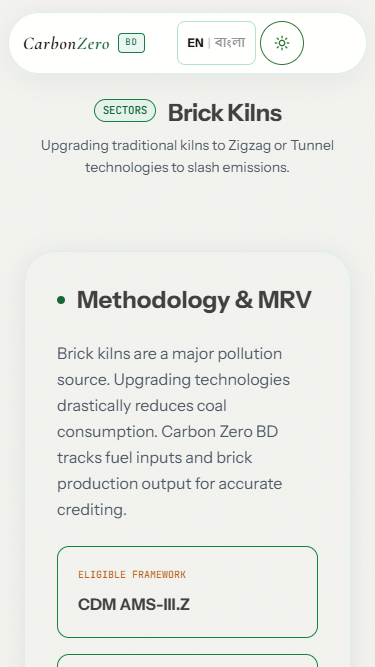 CarbonZero BD EN | বাংলা
SECTORS Brick Kilns
Upgrading traditional kilns to Zigzag or Tunnel
technologies to slash emissions.
Methodology & MRV
Brick kilns are a major pollution
source. Upgrading technologies
drastically reduces coal
consumption. Carbon Zero BD
tracks fuel inputs and brick
production output for accurate
crediting.
ELIGIBLE FRAMEWORK
CDM AMS-III.Z